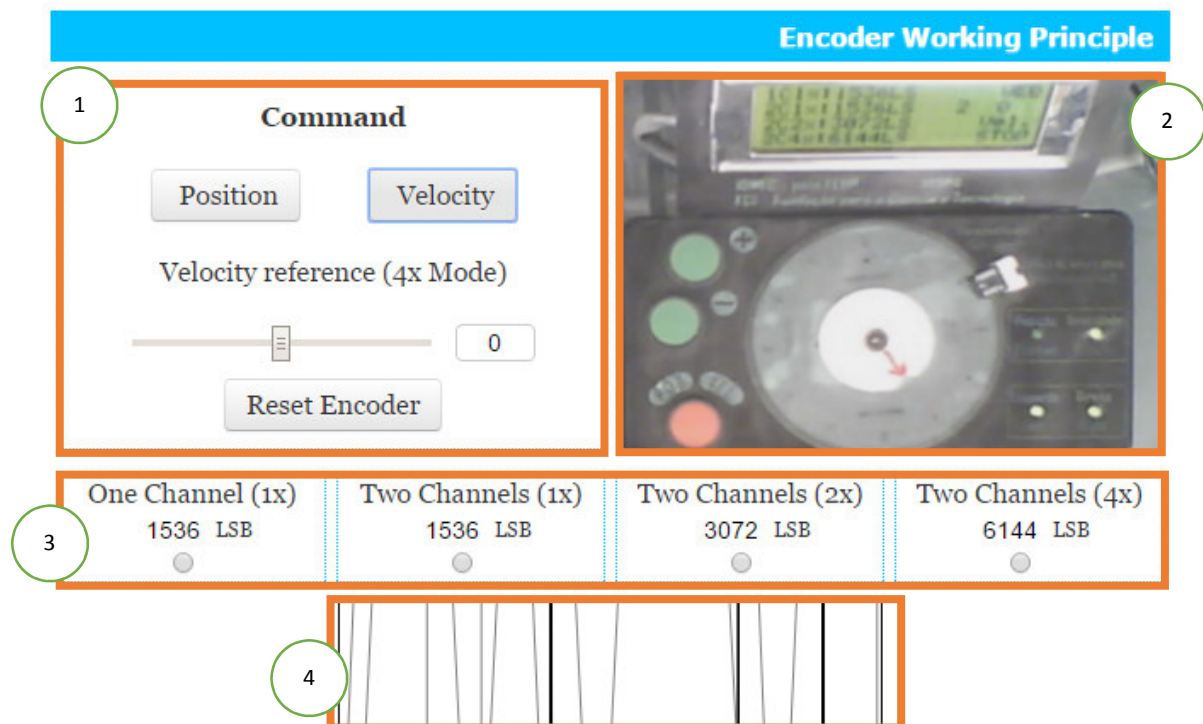 Encoder Working Principle
1
2
Command
Position Velocity
Velocity reference (4x Mode)
0
Reset Encoder
3
One Channel (1x) Two Channels (1x) Two Channels (2x) Two Channels (4x)
1536 LSB 1536 LSB 3072 LSB 6144 LSB
4